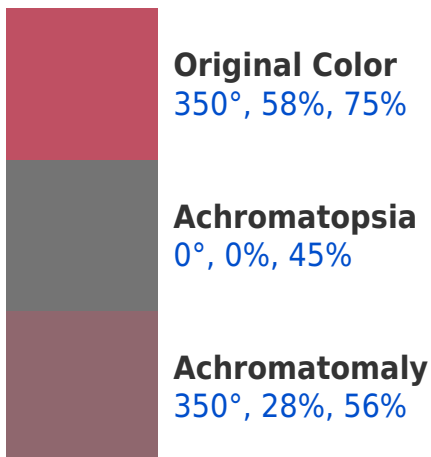 Original Color
350°, 58%, 75%
Achromatopsia
0°, 0%, 45%
Achromatomaly
350°, 28%, 56%